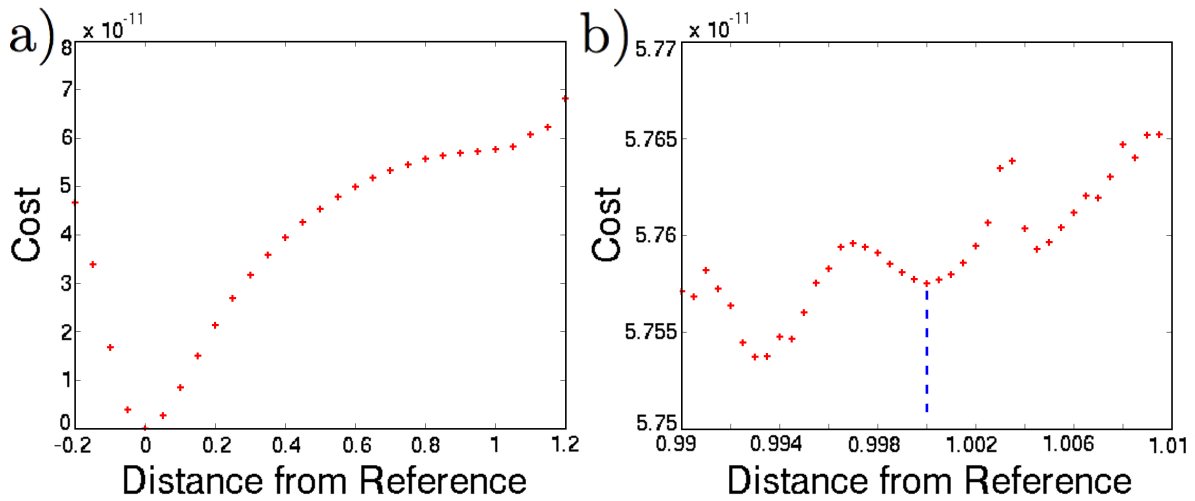 a)
x 10^-11
8
7
6
5
4
3
2
1
0
-0.2 0 0.2 0.4 0.6 0.8 1 1.2
Cost
Distance from Reference
b)
x 10^-11
5.77
5.765
5.76
5.755
5.75
0.99 0.994 0.998 1.002 1.006 1.01
Cost
Distance from Reference